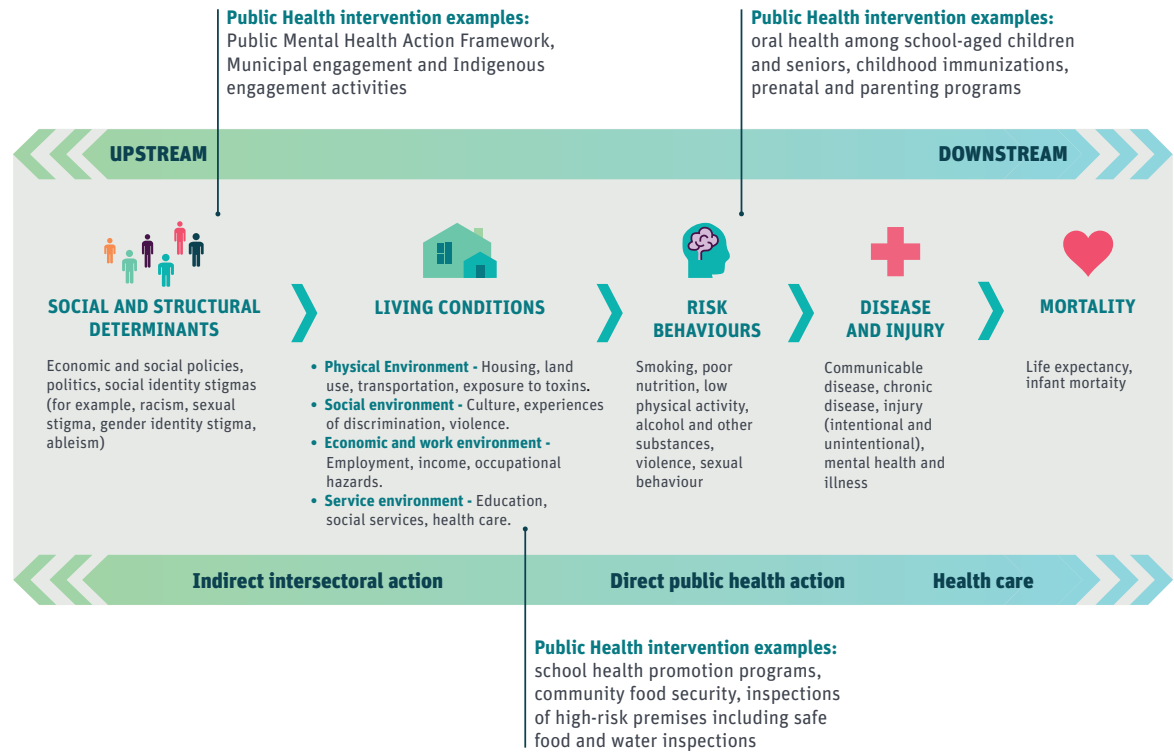 Public Health intervention examples:
Public Mental Health Action Framework,
Municipal engagement and Indigenous
engagement activities
Public Health intervention examples:
oral health among school-aged children
and seniors, childhood immunizations,
prenatal and parenting programs
UPSTREAM
DOWNSTREAM
SOCIAL AND STRUCTURAL
DETERMINANTS
Economic and social policies,
politics, social identity stigmas
(for example, racism, sexual
stigma, gender identity stigma,
ableism)
LIVING CONDITIONS
• Physical Environment - Housing, land
use, transportation, exposure to toxins.
• Social environment - Culture, experiences
of discrimination, violence.
• Economic and work environment -
Employment, income, occupational
hazards.
• Service environment - Education,
social services, health care.
RISK
BEHAVIOURS
Smoking, poor
nutrition, low
physical activity,
alcohol and other
substances,
violence, sexual
behaviour
DISEASE
AND INJURY
Communicable
disease, chronic
disease, injury
(intentional and
unintentional),
mental health and
illness
MORTALITY
Life expectancy,
infant mortaity
Indirect intersectoral action
Direct public health action
Health care
Public Health intervention examples:
school health promotion programs,
community food security, inspections
of high-risk premises including safe
food and water inspections